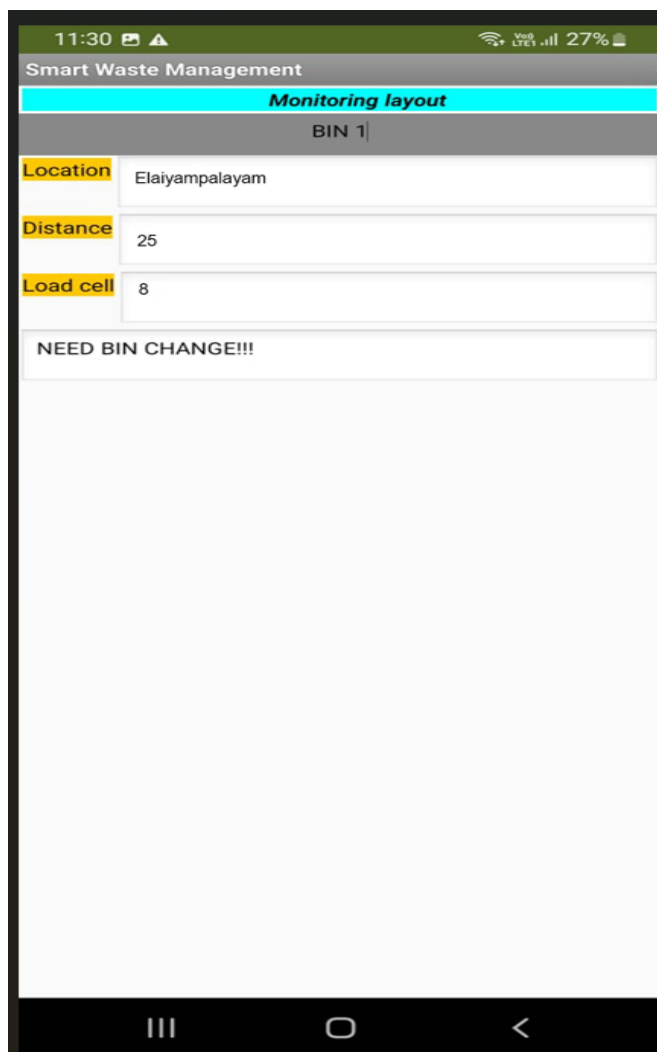 11:30 27%
Smart Waste Management
Monitoring layout
BIN 1
Location Elaiyampalayam
Distance 25
Load cell 8
NEED BIN CHANGE!!!